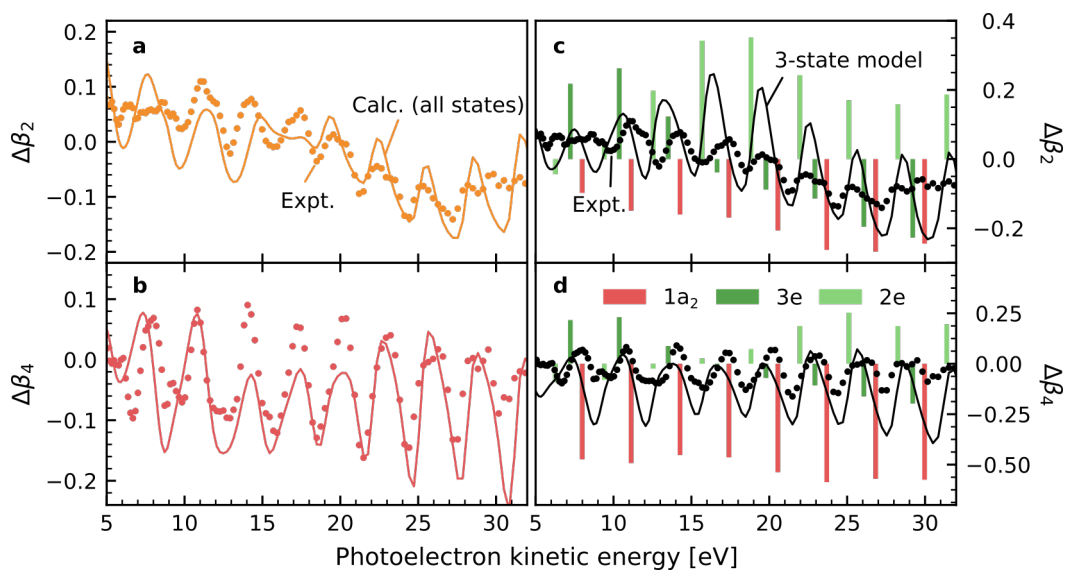 a
0.2
0.1
0.0
−0.1
−0.2
Δβ2
Calc. (all states)
Expt.
c
0.4
0.2
0.0
−0.2
Δβ2
3-state model
Expt.
b
0.1
0.0
−0.1
−0.2
Δβ4
5 10 15 20 25 30
d
1a2 3e 2e
0.25
0.00
−0.25
−0.50
Δβ4
5 10 15 20 25 30
Photoelectron kinetic energy [eV]